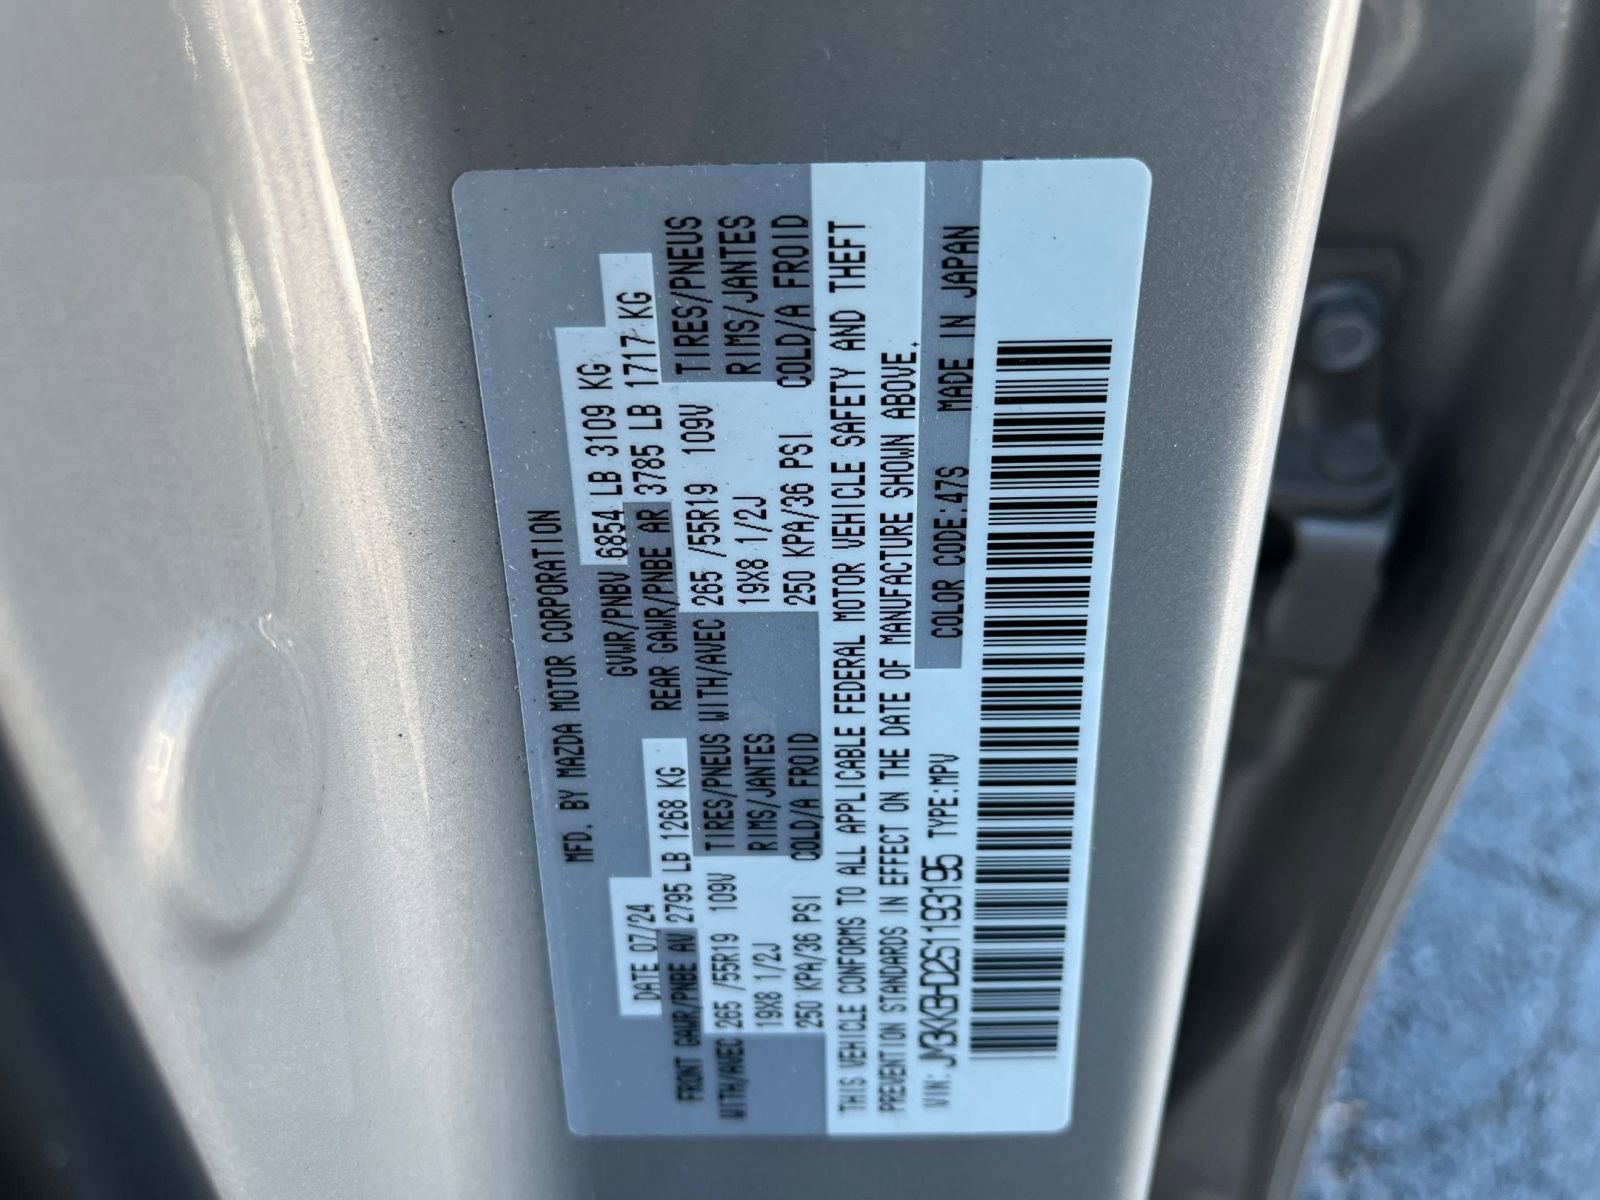 MFD. BY MAZDA MOTOR CORPORATION
DATE 07/24 GVWR/PNBV 6854 LB 3109 KG
FRONT GAWR/PNBE AV 2795 LB 1268 KG REAR GAWR/PNBE AR 3785 LB 1717 KG
WITH/AVEC 265 /55R19 109V TIRES/PNEUS WITH/AVEC 265 /55R19 109V TIRES/PNEUS
19X8 1/2J RIMS/JANTES 19X8 1/2J RIMS/JANTES
250 KPA/36 PSI COLD/A FROID 250 KPA/36 PSI COLD/A FROID
THIS VEHICLE CONFORMS TO ALL APPLICABLE FEDERAL MOTOR VEHICLE SAFETY AND THEFT
PREVENTION STANDARDS IN EFFECT ON THE DATE OF MANUFACTURE SHOWN ABOVE.
VIN: JM3KKBHD2S1193195 TYPE:MPV COLOR CODE:47S MADE IN JAPAN